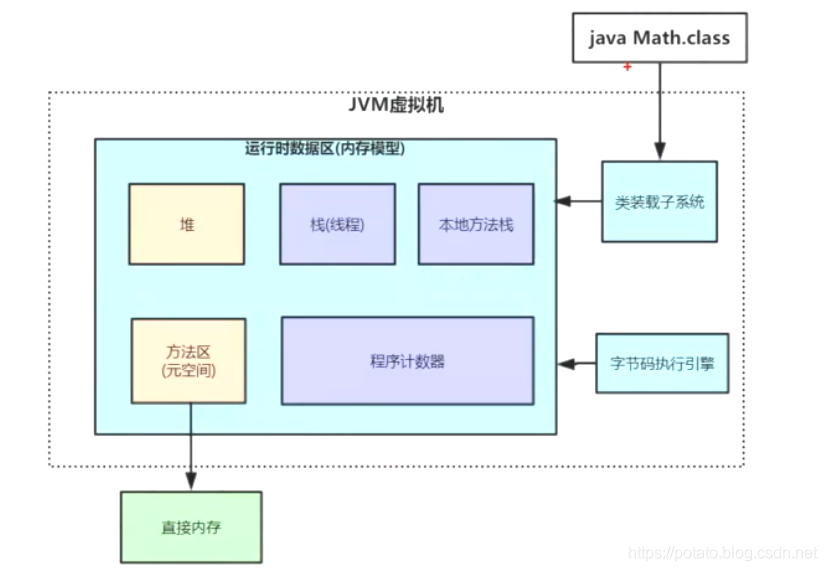 java Math.class
JVM虚拟机
运行时数据区(内存模型)
堆
栈(线程)
本地方法栈
类装载子系统
方法区
(元空间)
程序计数器
字节码执行引擎
直接内存
https://potato.blog.csdn.net